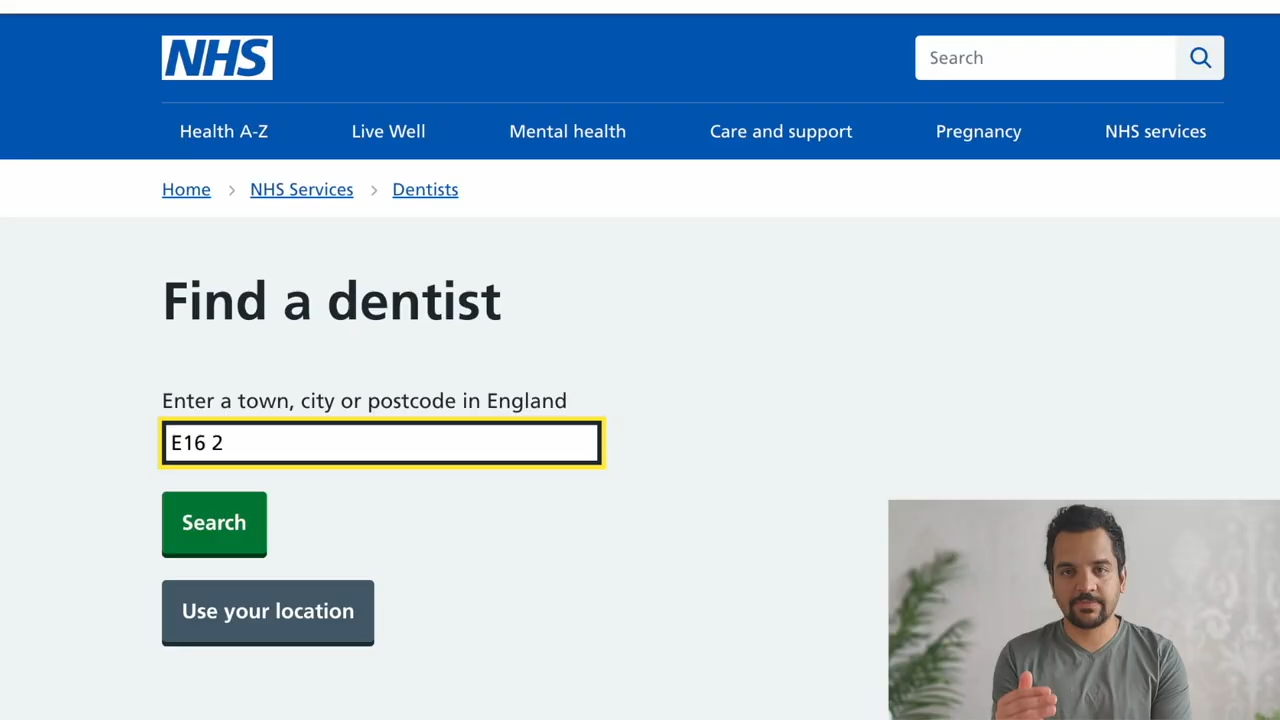 NHS
Search
Health A-Z Live Well Mental health Care and support Pregnancy NHS services
Home > NHS Services > Dentists
Find a dentist
Enter a town, city or postcode in England
E16 2
Search
Use your location